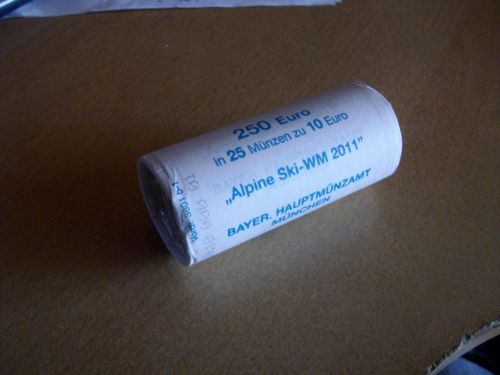 250 Euro
in 25 Münzen zu 10 Euro
„Alpine Ski-WM 2011"
BAYER. HAUPTMÜNZAMT
MÜNCHEN